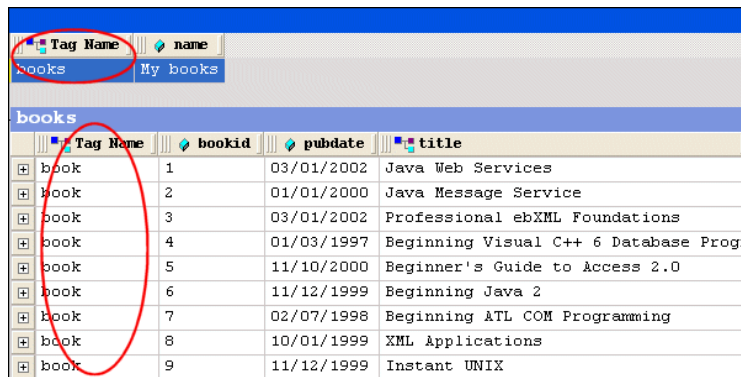 Tag Name name
books My books
books
Tag Name bookid pubdate title
book 1 03/01/2002 Java Web Services
book 2 01/01/2000 Java Message Service
book 3 03/01/2002 Professional ebXML Foundations
book 4 01/03/1997 Beginning Visual C++ 6 Database Prog
book 5 11/10/2000 Beginner's Guide to Access 2.0
book 6 11/12/1999 Beginning Java 2
book 7 02/07/1998 Beginning ATL COM Programming
book 8 10/01/1999 XML Applications
book 9 11/12/1999 Instant UNIX